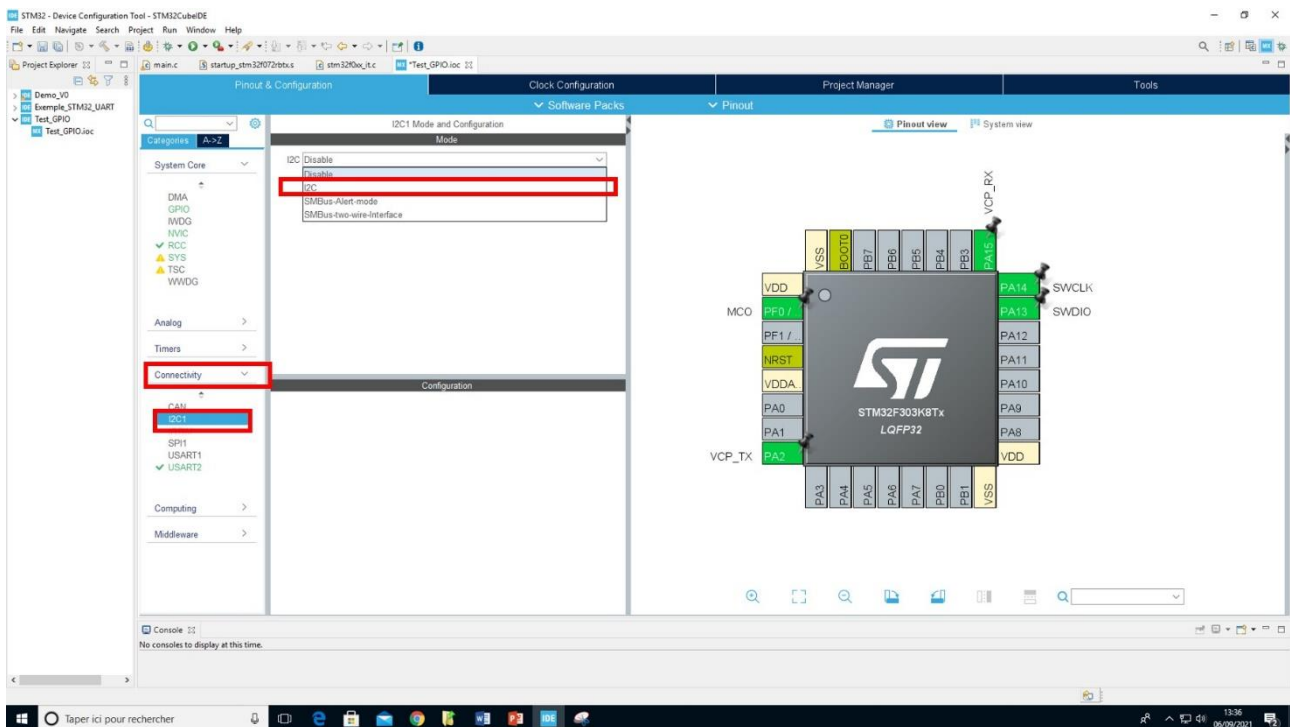 STM32 - Device Configuration Tool - STM32CubeIDE
File Edit Navigate Search Project Run Window Help
Project Explorer
main.c startup_stm32f072rbtx.s stm32f0xx_it.c *Test_GPIO.ioc
Demo_V0
Exemple_STM32_UART
Test_GPIO
Test_GPIO.ioc
Pinout & Configuration Clock Configuration Project Manager Tools
Software Packs Pinout
I2C1 Mode and Configuration
Pinout view System view
Categories A->Z
Mode
System Core
DMA
GPIO
IWDG
NVIC
RCC
SYS
TSC
WWDG
Analog
Timers
Connectivity
CAN
I2C1
SPI1
USART1
USART2
Computing
Middleware
I2C Disable
Disable
I2C
SMBus-Alert-mode
SMBus-two-wire-Interface
Configuration
VCP_RX
VSS BOOT0 PB7 PB6 PB5 PB4 PB3 PA15
VDD
MCO PF0 /
PF1 / ..
NRST
VDDA..
PA0
PA1
VCP_TX PA2
STM32F303K8Tx
LQFP32
PA14 SWCLK
PA13 SWDIO
PA12
PA11
PA10
PA9
PA8
VDD
PA3 PA4 PA5 PA6 PA7 PB0 PB1 VSS
Console
No consoles to display at this time.
Taper ici pour rechercher
IDE
13:36
06/09/2021